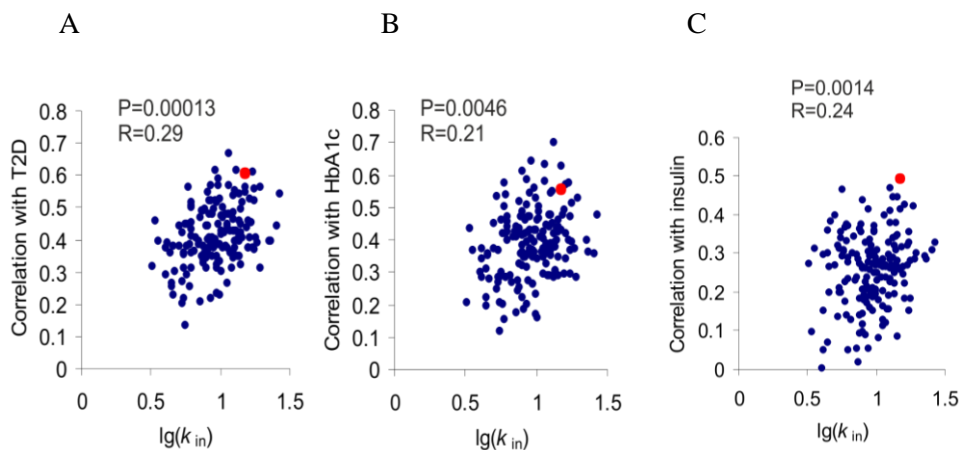 A
B
C
P=0.00013
R=0.29
Correlation with T2D
0.8
0.7
0.6
0.5
0.4
0.3
0.2
0.1
0
0
0.5
1
1.5
lg(k in)
P=0.0046
R=0.21
Correlation with HbA1c
0.8
0.7
0.6
0.5
0.4
0.3
0.2
0.1
0
0
0.5
1
1.5
lg(k in)
P=0.0014
R=0.24
Correlation with insulin
0.6
0.5
0.4
0.3
0.2
0.1
0
0
0.5
1
1.5
lg(k in)